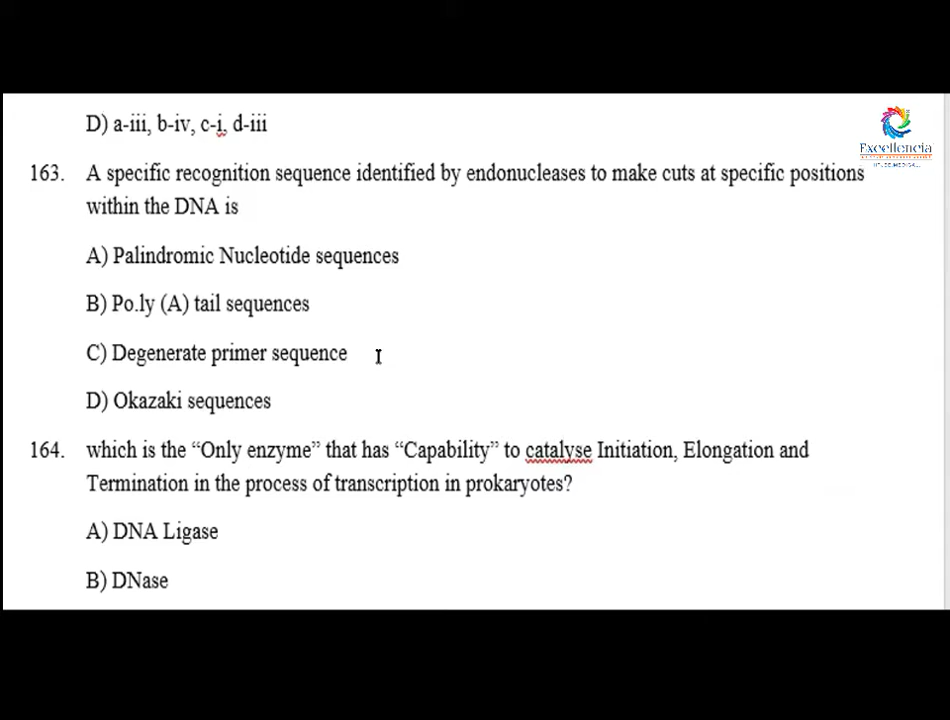 D) a-iii, b-iv, c-i, d-iii
Excellencia
163. A specific recognition sequence identified by endonucleases to make cuts at specific positions
within the DNA is
A) Palindromic Nucleotide sequences
B) Po.ly (A) tail sequences
C) Degenerate primer sequence
D) Okazaki sequences
164. which is the “Only enzyme” that has “Capability” to catalyse Initiation, Elongation and
Termination in the process of transcription in prokaryotes?
A) DNA Ligase
B) DNase